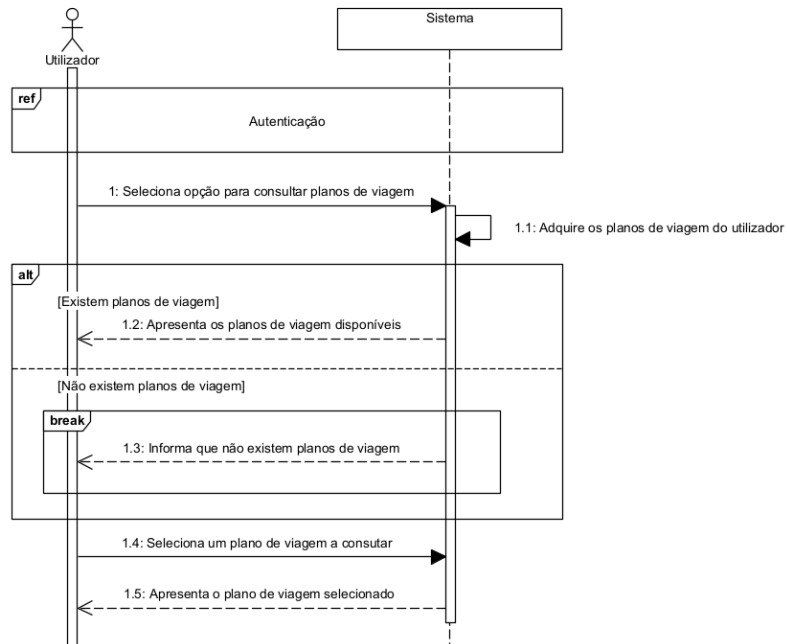 Sistema
Utilizador
ref
Autenticação
1: Seleciona opção para consultar planos de viagem
1.1: Adquire os planos de viagem do utilizador
alt
[Existem planos de viagem]
1.2: Apresenta os planos de viagem disponíveis
[Não existem planos de viagem]
break
1.3: Informa que não existem planos de viagem
1.4: Seleciona um plano de viagem a consutar
1.5: Apresenta o plano de viagem selecionado